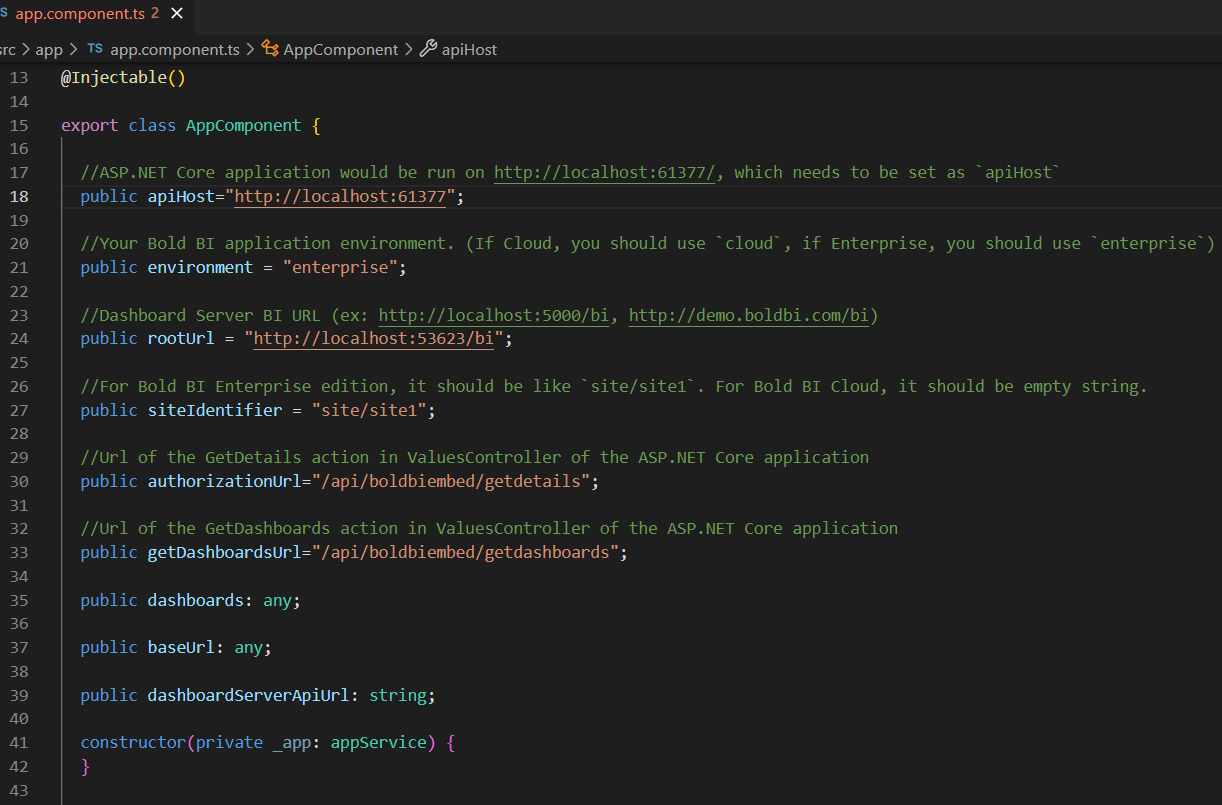 S app.component.ts 2 ×
src > app > TS app.component.ts > AppComponent > apiHost
13 @Injectable()
14
15 export class AppComponent {
16
17 //ASP.NET Core application would be run on http://localhost:61377/, which needs to be set as `apiHost`
18 public apiHost="http://localhost:61377";
19
20 //Your Bold BI application environment. (If Cloud, you should use `cloud`, if Enterprise, you should use `enterprise`)
21 public environment = "enterprise";
22
23 //Dashboard Server BI URL (ex: http://localhost:5000/bi, http://demo.boldbi.com/bi)
24 public rootUrl = "http://localhost:53623/bi";
25
26 //For Bold BI Enterprise edition, it should be like `site/site1`. For Bold BI Cloud, it should be empty string.
27 public siteIdentifier = "site/site1";
28
29 //Url of the GetDetails action in ValuesController of the ASP.NET Core application
30 public authorizationUrl="/api/boldbiembed/getdetails";
31
32 //Url of the GetDashboards action in ValuesController of the ASP.NET Core application
33 public getDashboardsUrl="/api/boldbiembed/getdashboards";
34
35 public dashboards: any;
36
37 public baseUrl: any;
38
39 public dashboardServerApiUrl: string;
40
41 constructor(private _app: appService) {
42 }
43